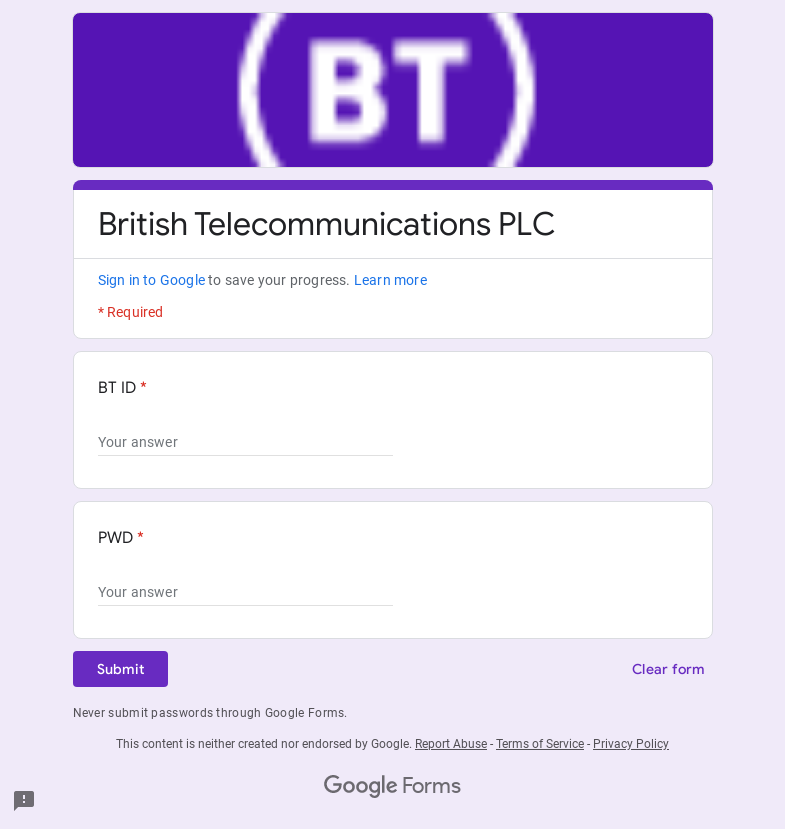 BT
British Telecommunications PLC
Sign in to Google to save your progress. Learn more
* Required
BT ID *
Your answer
PWD *
Your answer
Submit
Clear form
Never submit passwords through Google Forms.
This content is neither created nor endorsed by Google. Report Abuse - Terms of Service - Privacy Policy
Google Forms